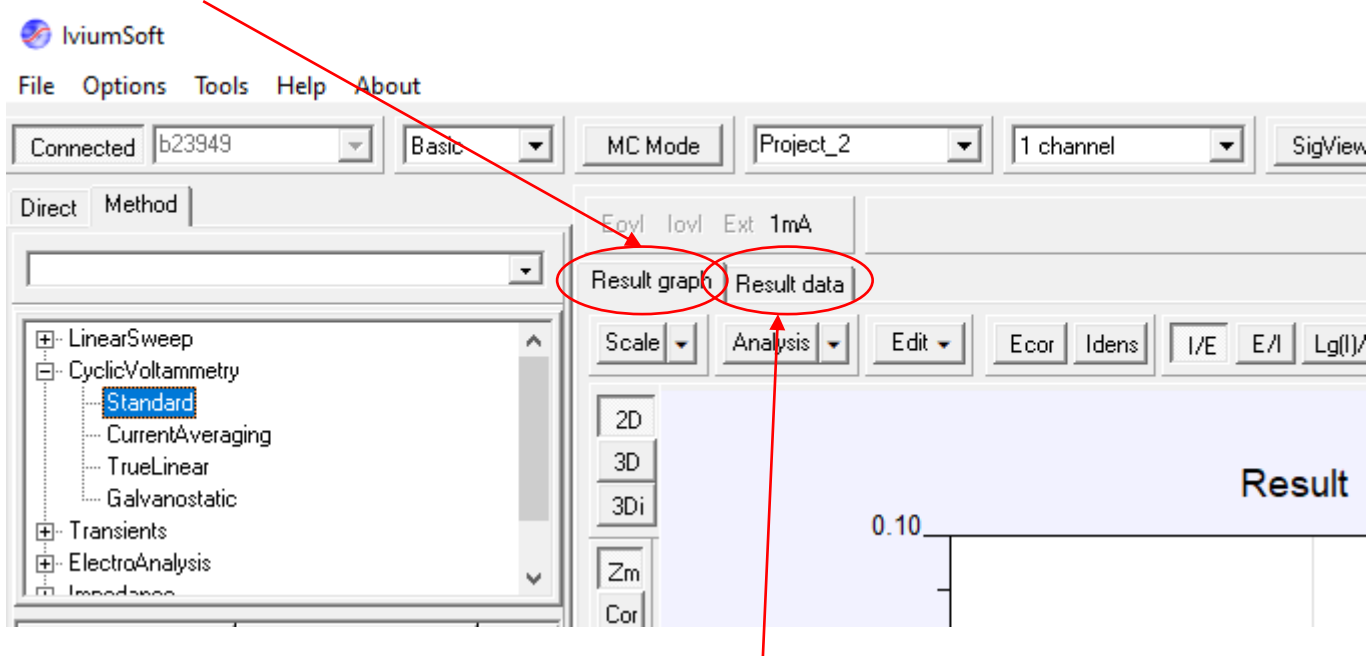 IviumSoft
File Options Tools Help About
Connected b23949 Basic MC Mode Project_2 1 channel SigView
Direct Method
Eovl Iovl Ext 1mA
Result graph Result data
Scale Analysis Edit Ecor Idens I/E E/I Lg(I)/
LinearSweep
CyclicVoltammetry
Standard
CurrentAveraging
TrueLinear
Galvanostatic
Transients
ElectroAnalysis
Impedance
2D
3D
3Di
Zm
Cor
Result
0.10